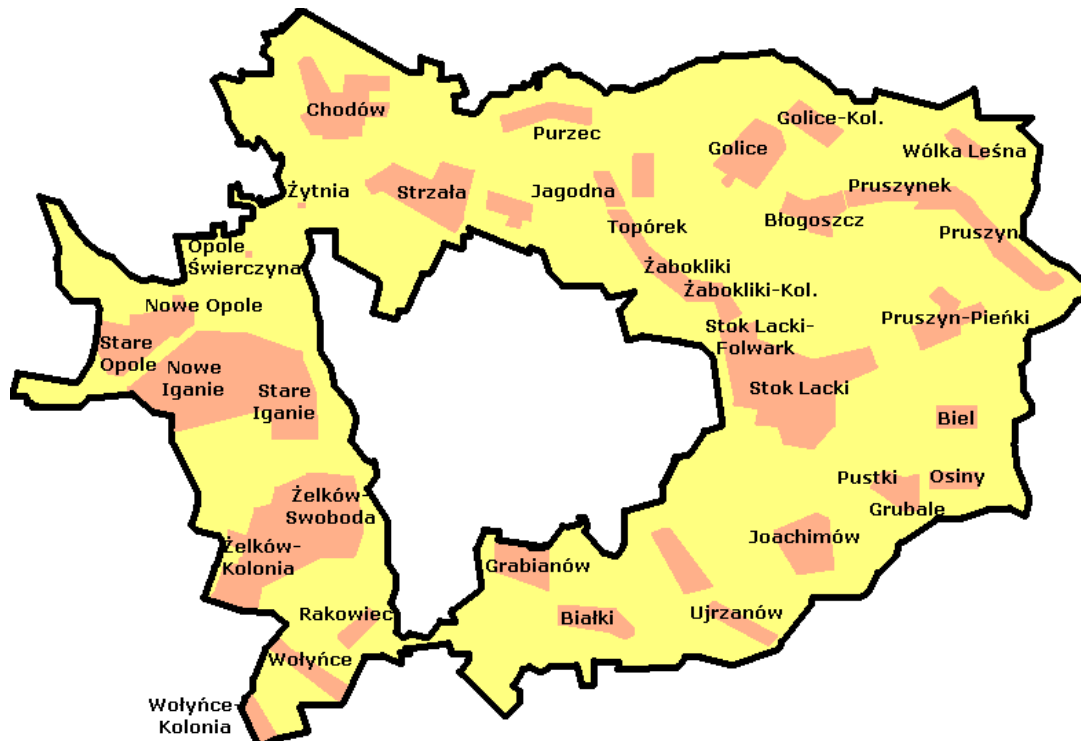 Chodów
Purzec
Golice-Kol.
Golice
Wólka Leśna
Żytnia
Strzała
Jagodna
Pruszynek
Topórek
Błogoszcz
Pruszyn
Opole
Świerczyna
Żabokliki
Żabokliki-Kol.
Nowe Opole
Stare
Opole
Stok Lacki-
Folwark
Pruszyn-Pieńki
Nowe
Iganie
Stare
Iganie
Stok Lacki
Biel
Pustki
Osiny
Grubale
Żelków-
Swoboda
Żelków-
Kolonia
Joachimów
Grabianów
Rakowiec
Białki
Ujrzanów
Wołyńce
Wołyńce-
Kolonia